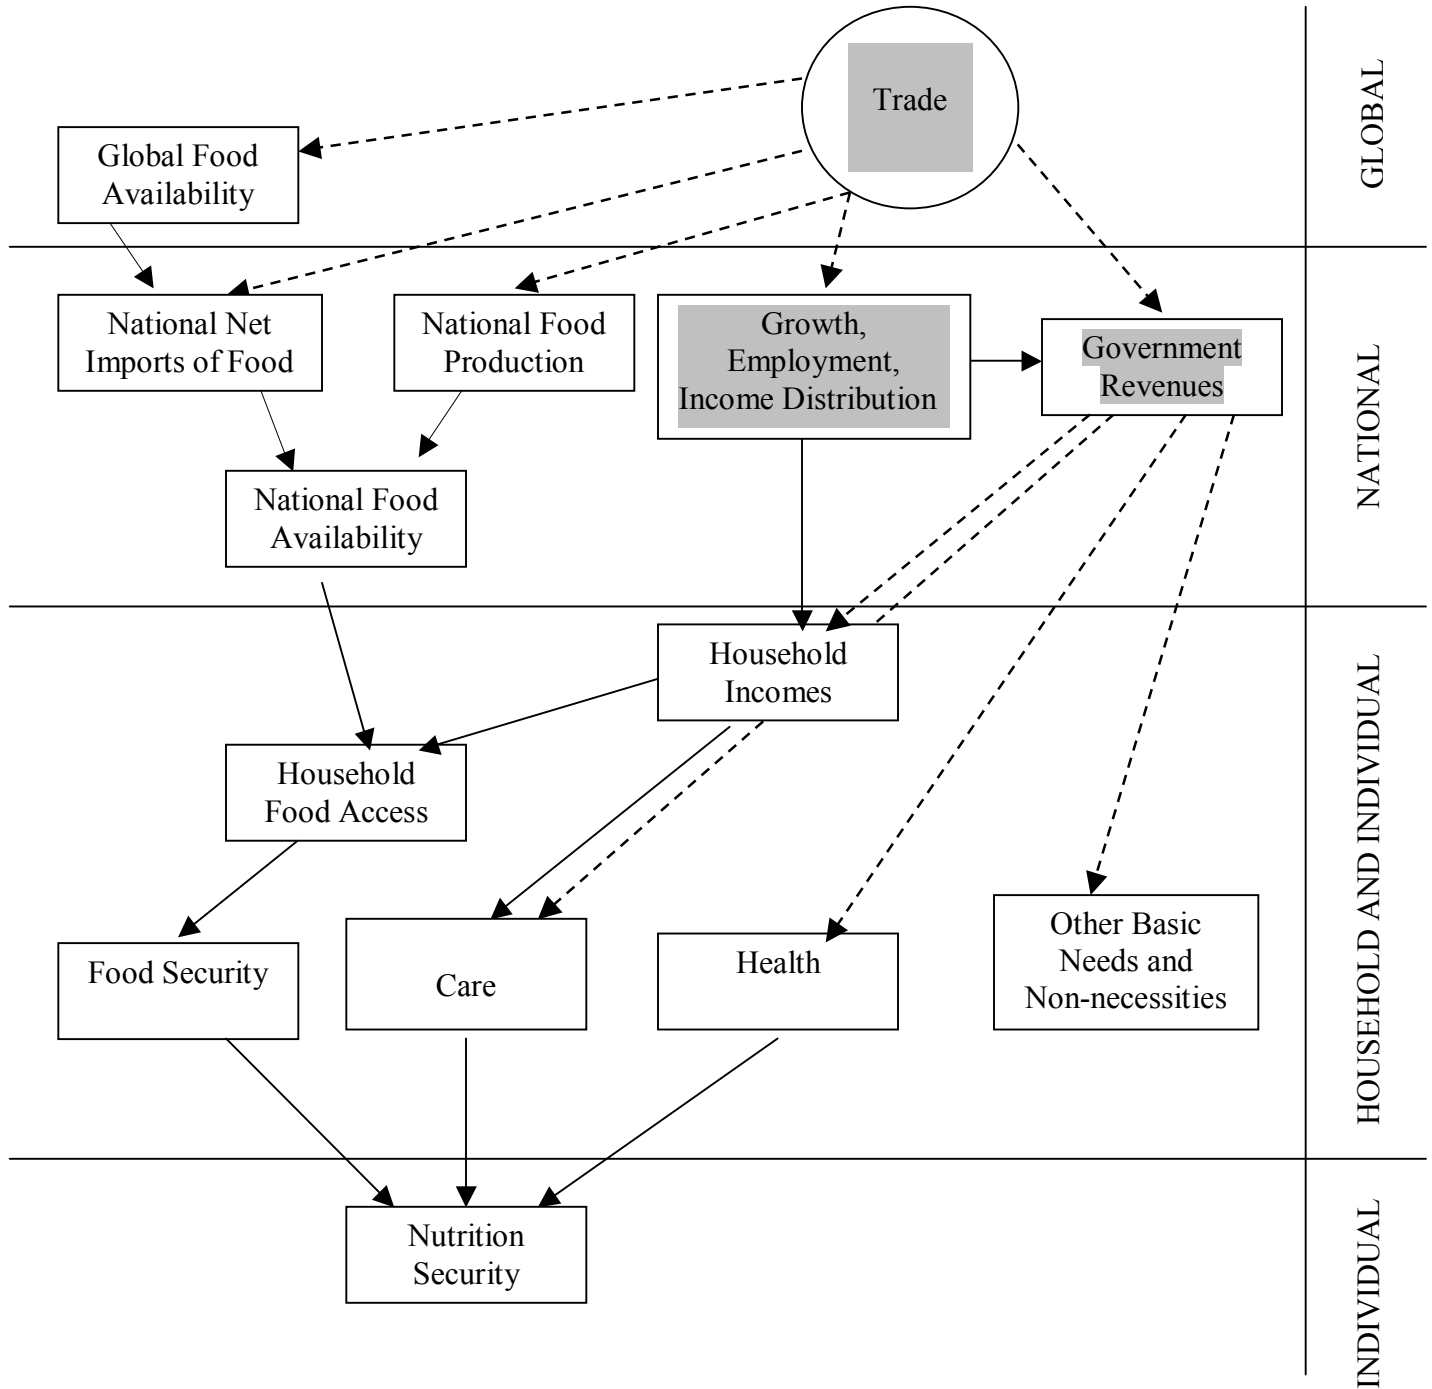 Trade
GLOBAL
Global Food
Availability
National Net
Imports of Food
National Food
Production
Growth,
Employment,
Income Distribution
Government
Revenues
NATIONAL
National Food
Availability
Household
Incomes
Household
Food Access
HOUSEHOLD AND INDIVIDUAL
Food Security
Care
Health
Other Basic
Needs and
Non-necessities
Nutrition
Security
INDIVIDUAL